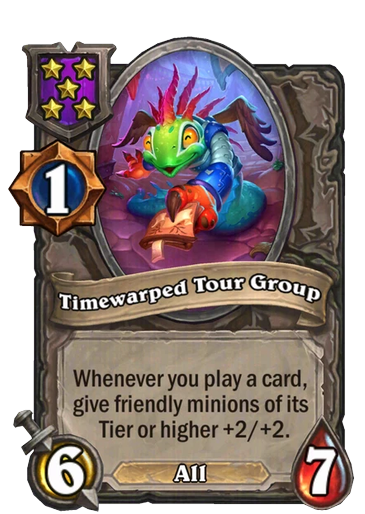 1
Timewarped Tour Group
Whenever you play a card,
give friendly minions of its
Tier or higher +2/+2.
6
All
7